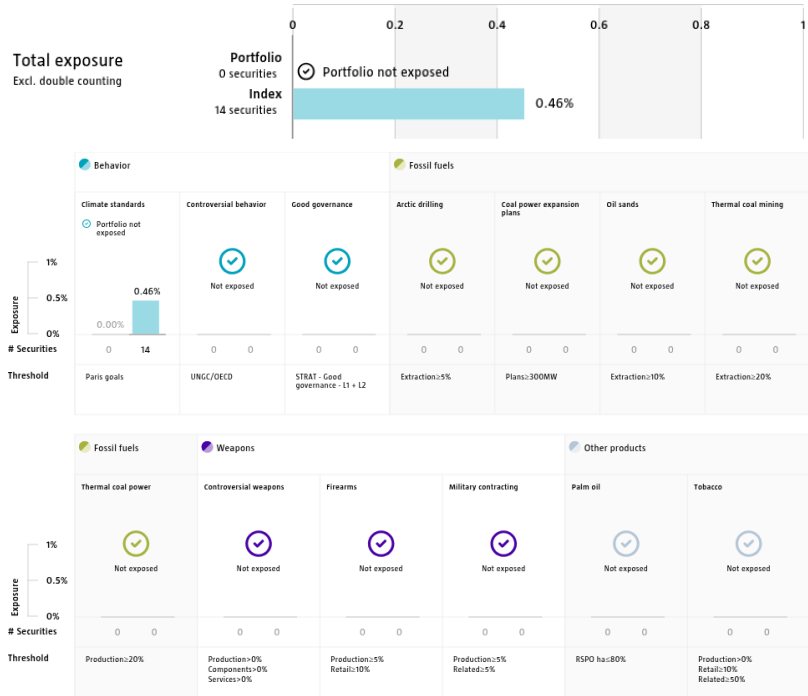 0 0.2 0.4 0.6 0.8 1
Total exposure
Excl. double counting
Portfolio
0 securities
Portfolio not exposed
Index
14 securities
0.46%
Behavior
Fossil fuels
Climate standards
Controversial behavior
Good governance
Arctic drilling
Coal power expansion
plans
Oil sands
Thermal coal mining
Portfolio not
exposed
Not exposed
Not exposed
Not exposed
Not exposed
Not exposed
Not exposed
Exposure
1%
0.5%
0%
0.00%
0.46%
# Securities
0 14 0 0 0 0 0 0 0 0 0 0 0 0
Threshold
Paris goals
UNGC/OECD
STRAT - Good
governance - L1 + L2
Extraction≥5%
Plans≥300MW
Extraction≥10%
Extraction≥20%
Fossil fuels
Weapons
Other products
Thermal coal power
Controversial weapons
Firearms
Military contracting
Palm oil
Tobacco
Not exposed
Not exposed
Not exposed
Not exposed
Not exposed
Not exposed
Exposure
1%
0.5%
0%
# Securities
0 0 0 0 0 0 0 0 0 0 0 0
Threshold
Production≥20%
Production>0%
Components>0%
Services>0%
Production≥5%
Retail≥10%
Production≥5%
Related≥5%
RSPO ha≤80%
Production>0%
Retail≥10%
Related≥50%